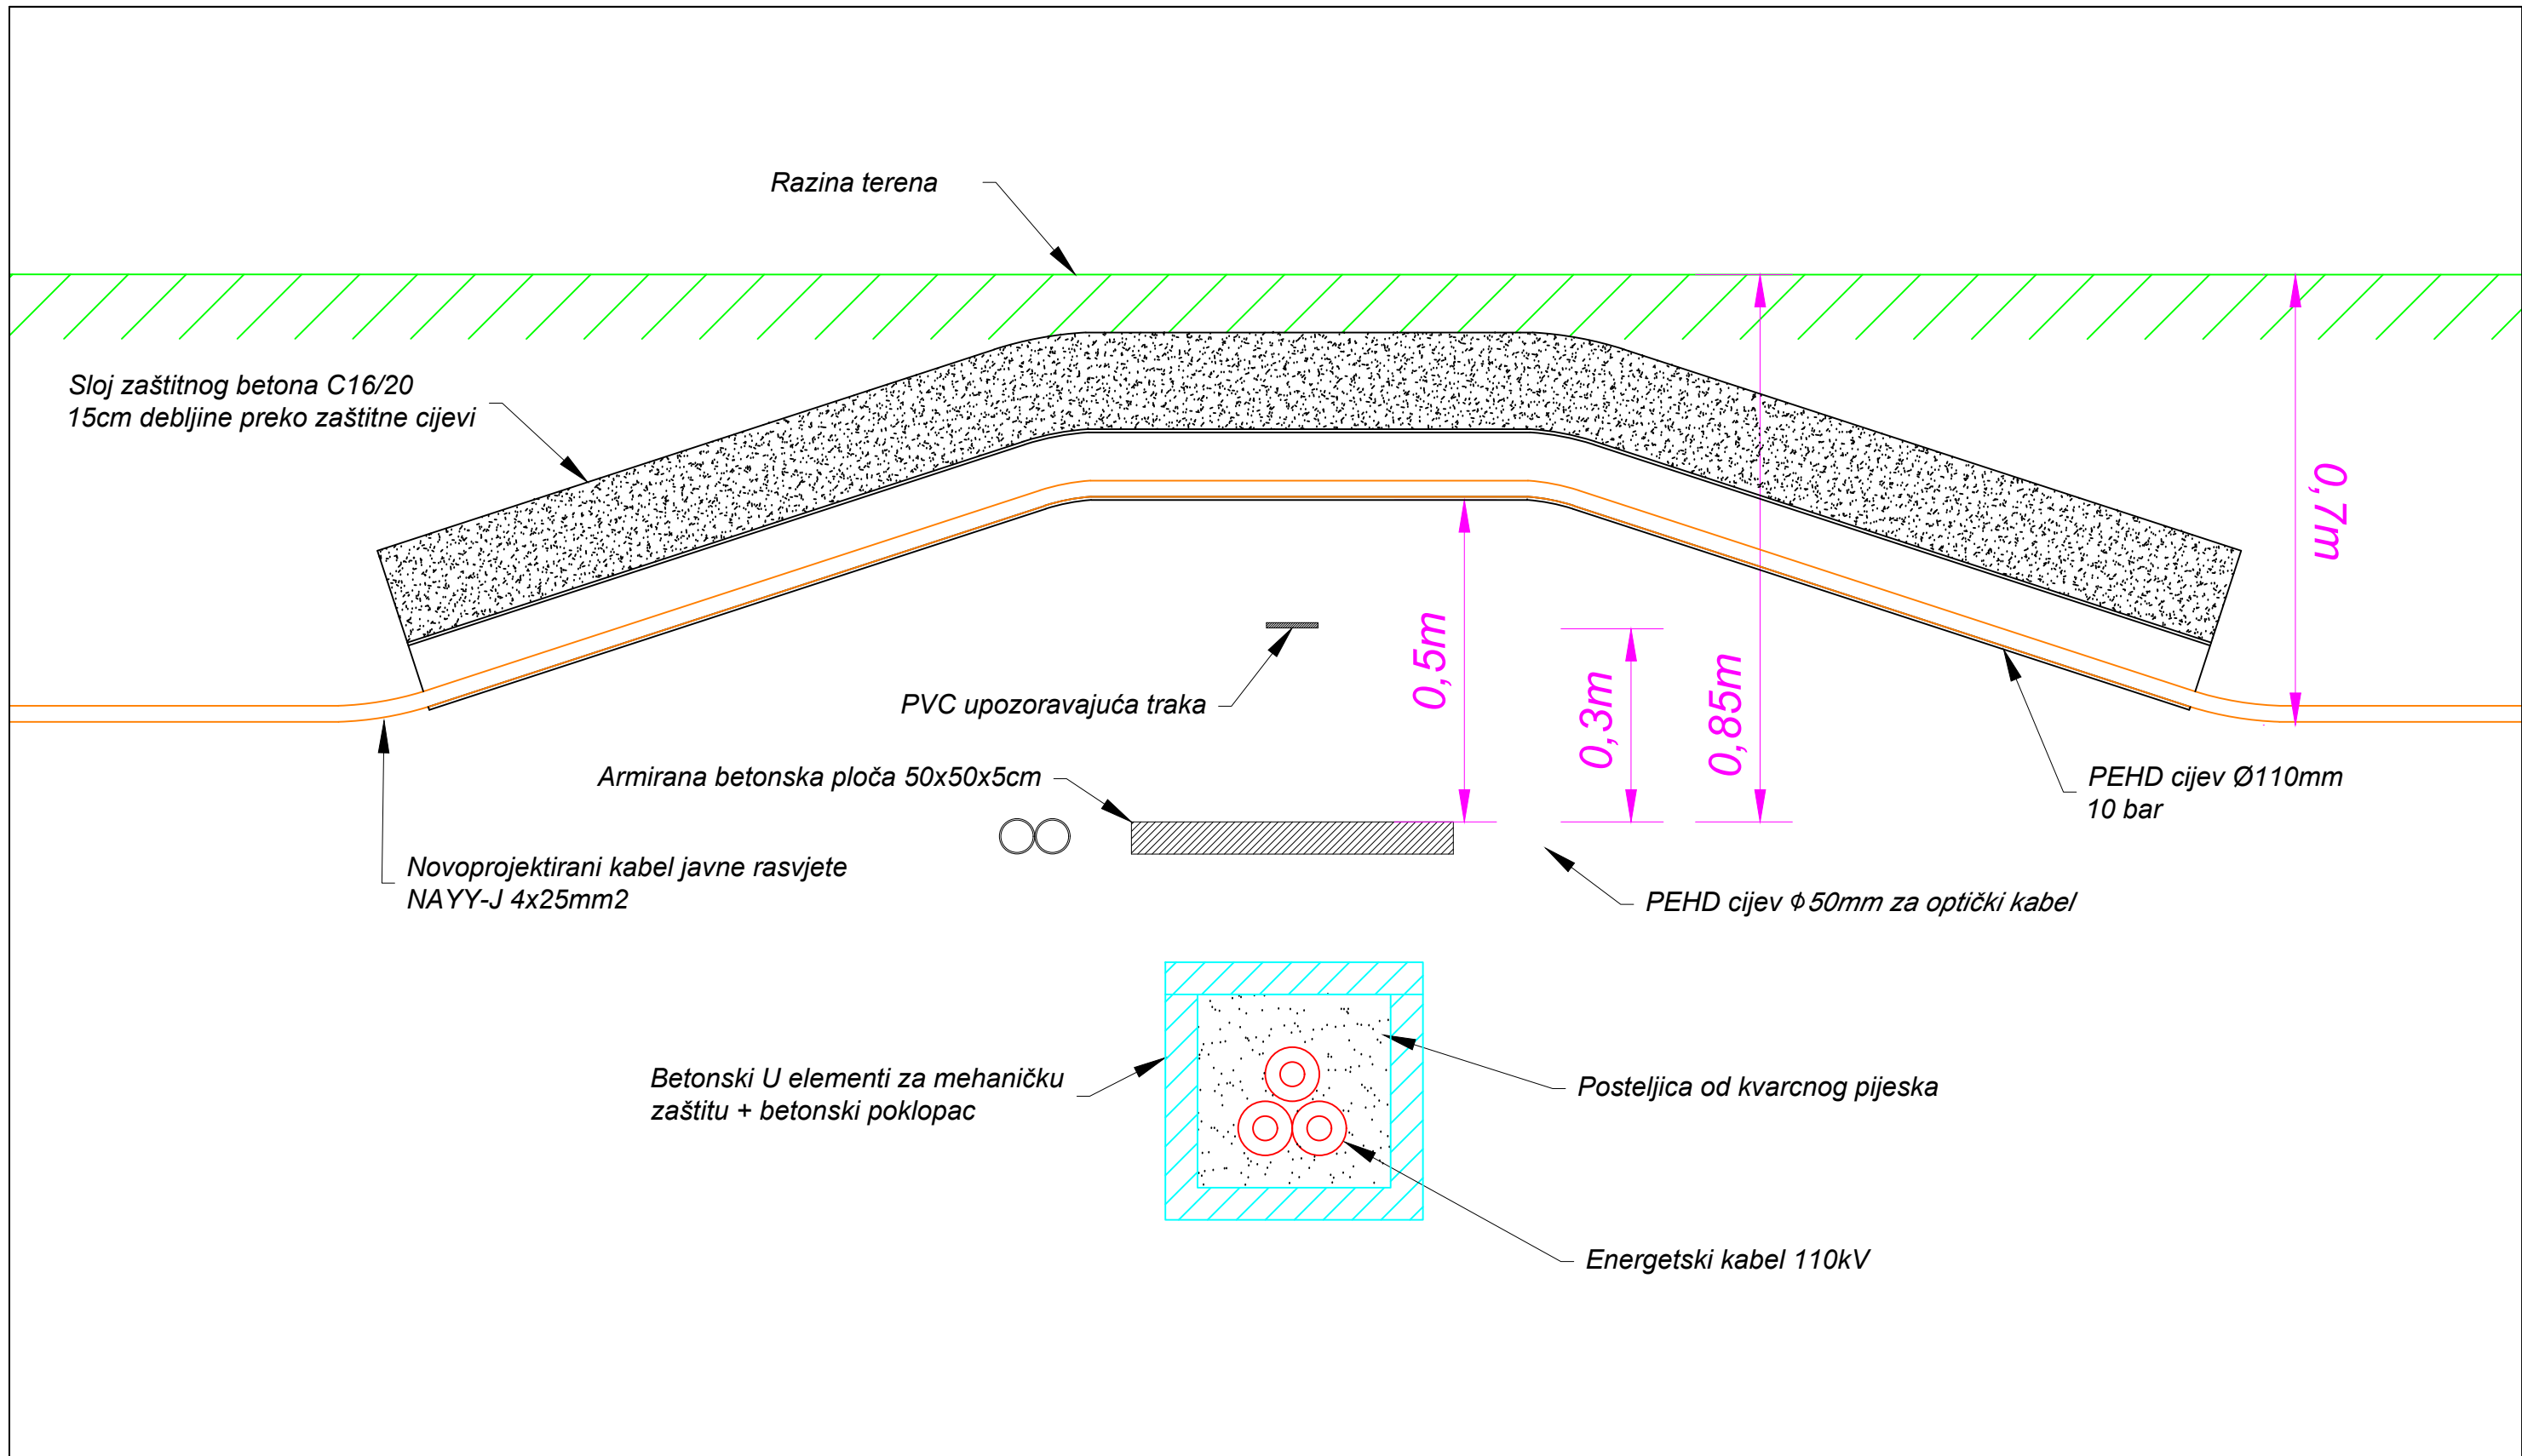 Razina terena
Sloj zaštitnog betona C16/20
15cm debljine preko zaštitne cijevi
0,7m
0,5m
0,3m
0,85m
PVC upozoravajuća traka
Armirana betonska ploča 50x50x5cm
PEHD cijev Ø110mm
10 bar
Novoprojektirani kabel javne rasvjete
NAYY-J 4x25mm2
PEHD cijev ϕ50mm za optički kabel
Betonski U elementi za mehaničku
zaštitu + betonski poklopac
Posteljica od kvarcnog pijeska
Energetski kabel 110kV